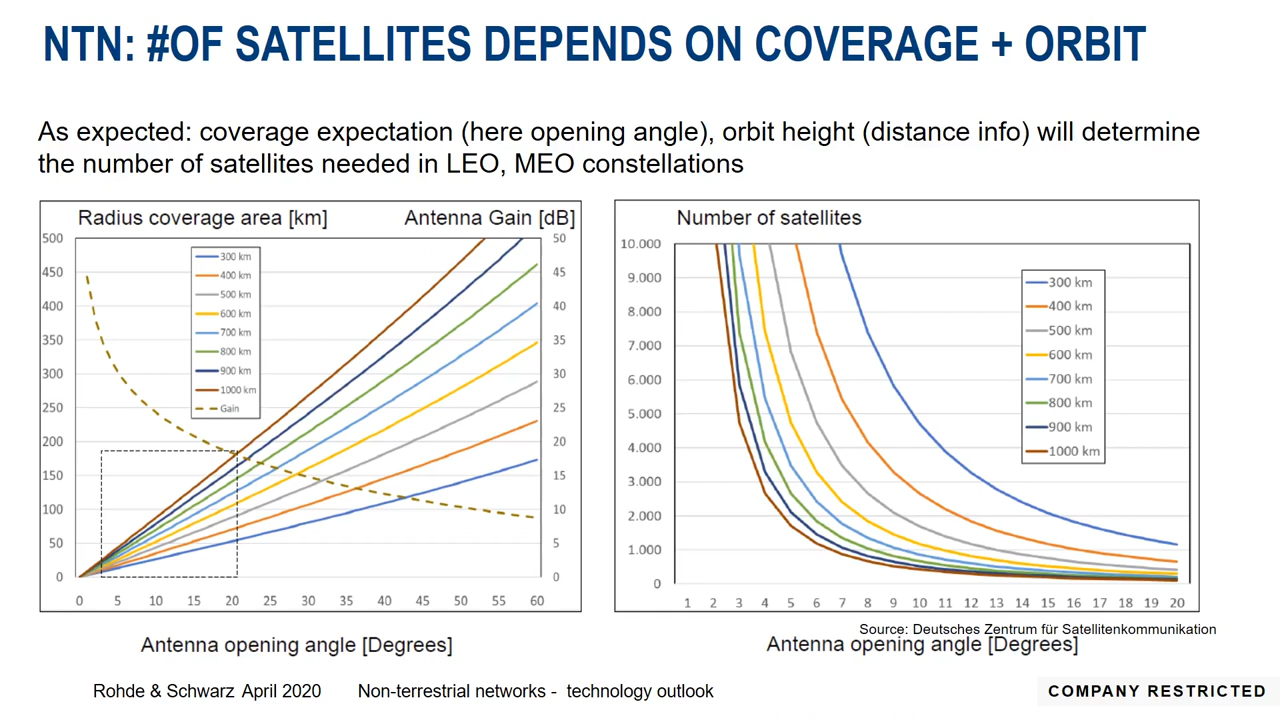 NTN: #OF SATELLITES DEPENDS ON COVERAGE + ORBIT
As expected: coverage expectation (here opening angle), orbit height (distance info) will determine
the number of satellites needed in LEO, MEO constellations
Radius coverage area [km]
Antenna Gain [dB]
500
450
400
350
300
250
200
150
100
50
0
50
45
40
35
30
25
20
15
10
5
0
300 km
400 km
500 km
600 km
700 km
800 km
900 km
1000 km
Gain
0 5 10 15 20 25 30 35 40 45 50 55 60
Antenna opening angle [Degrees]
Number of satellites
10.000
9.000
8.000
7.000
6.000
5.000
4.000
3.000
2.000
1.000
0
300 km
400 km
500 km
600 km
700 km
800 km
900 km
1000 km
1 2 3 4 5 6 7 8 9 10 11 12 13 14 15 16 17 18 19 20
Source: Deutsches Zentrum für Satellitenkommunikation
Antenna opening angle [Degrees]
Rohde & Schwarz April 2020 Non-terrestrial networks - technology outlook
COMPANY RESTRICTED